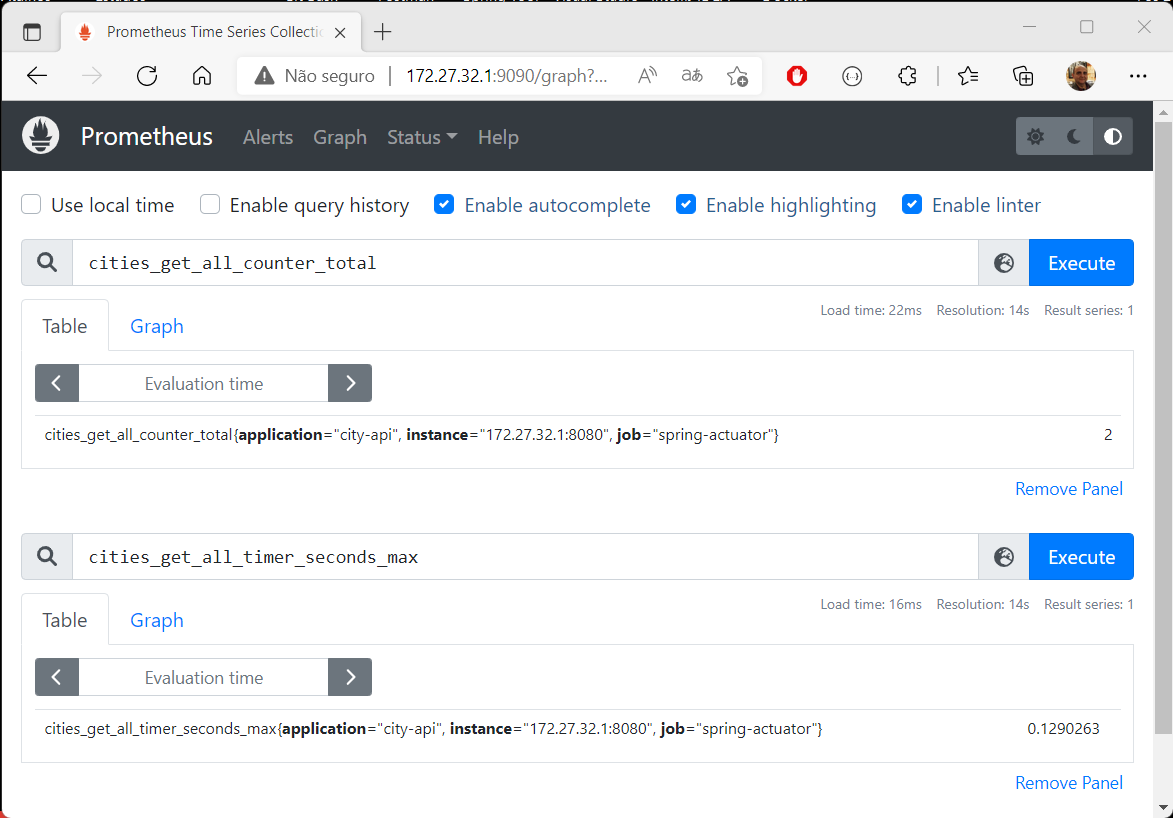 Prometheus Time Series Collectio
Não seguro | 172.27.32.1:9090/graph?...
Prometheus Alerts Graph Status Help
Use local time Enable query history Enable autocomplete Enable highlighting Enable linter
cities_get_all_counter_total Execute
Load time: 22ms Resolution: 14s Result series: 1
Table Graph
Evaluation time
cities_get_all_counter_total{application="city-api", instance="172.27.32.1:8080", job="spring-actuator"} 2
Remove Panel
cities_get_all_timer_seconds_max Execute
Load time: 16ms Resolution: 14s Result series: 1
Table Graph
Evaluation time
cities_get_all_timer_seconds_max{application="city-api", instance="172.27.32.1:8080", job="spring-actuator"} 0.1290263
Remove Panel